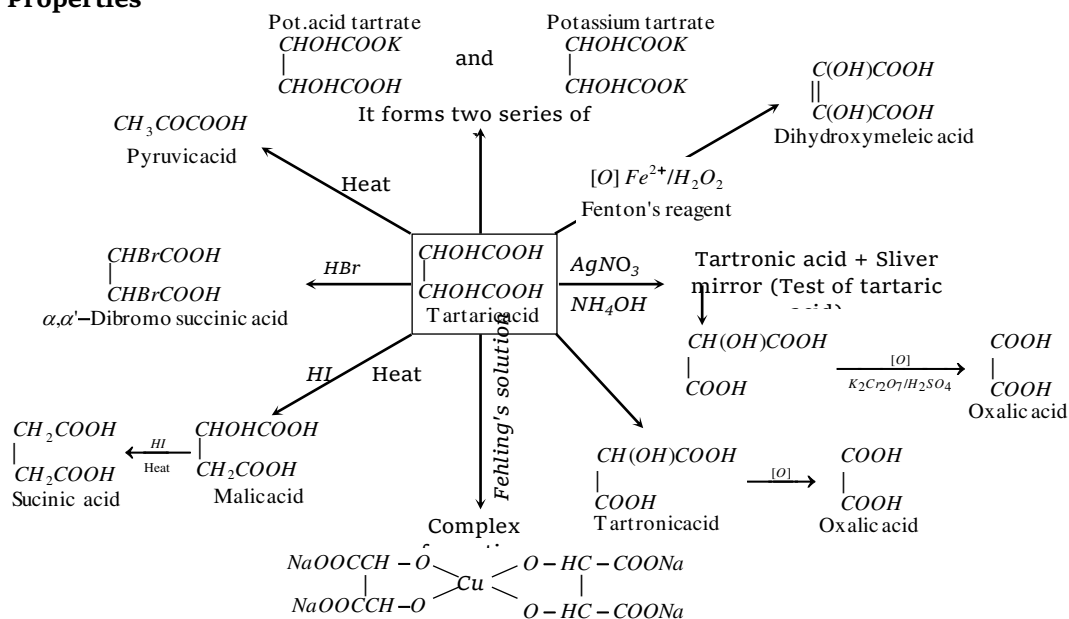 Properties
Pot.acid tartrate
CHOHCOOK
|
CHOHCOOH
and
Potassium tartrate
CHOHCOOK
|
CHOHCOOK
It forms two series of
C(OH)COOH
||
C(OH)COOH
Dihydroxymeleic acid
CH₃COCOOH
Pyruvicacid
Heat
[O] Fe²⁺/H₂O₂
Fenton's reagent
CHOHCOOH
|
CHOHCOOH
Tartaricacid
CHBrCOOH
|
CHBrCOOH
α,α'–Dibromo succinic acid
HBr
AgNO₃
NH₄OH
Tartronic acid + Sliver
mirror (Test of tartaric
CH(OH)COOH
|
COOH
[O]
K₂Cr₂O₇/H₂SO₄
COOH
|
COOH
Oxalic acid
HI Heat
Fehling's solution
CH₂COOH
|
CH₂COOH
Sucinic acid
HI
Heat
CHOHCOOH
|
CH₂COOH
Malicacid
CH(OH)COOH
|
COOH
Tartronicacid
[O]
COOH
|
COOH
Oxalic acid
Complex
NaOOCCH – O O – HC – COONa
| Cu |
NaOOCCH–O O – HC – COONa